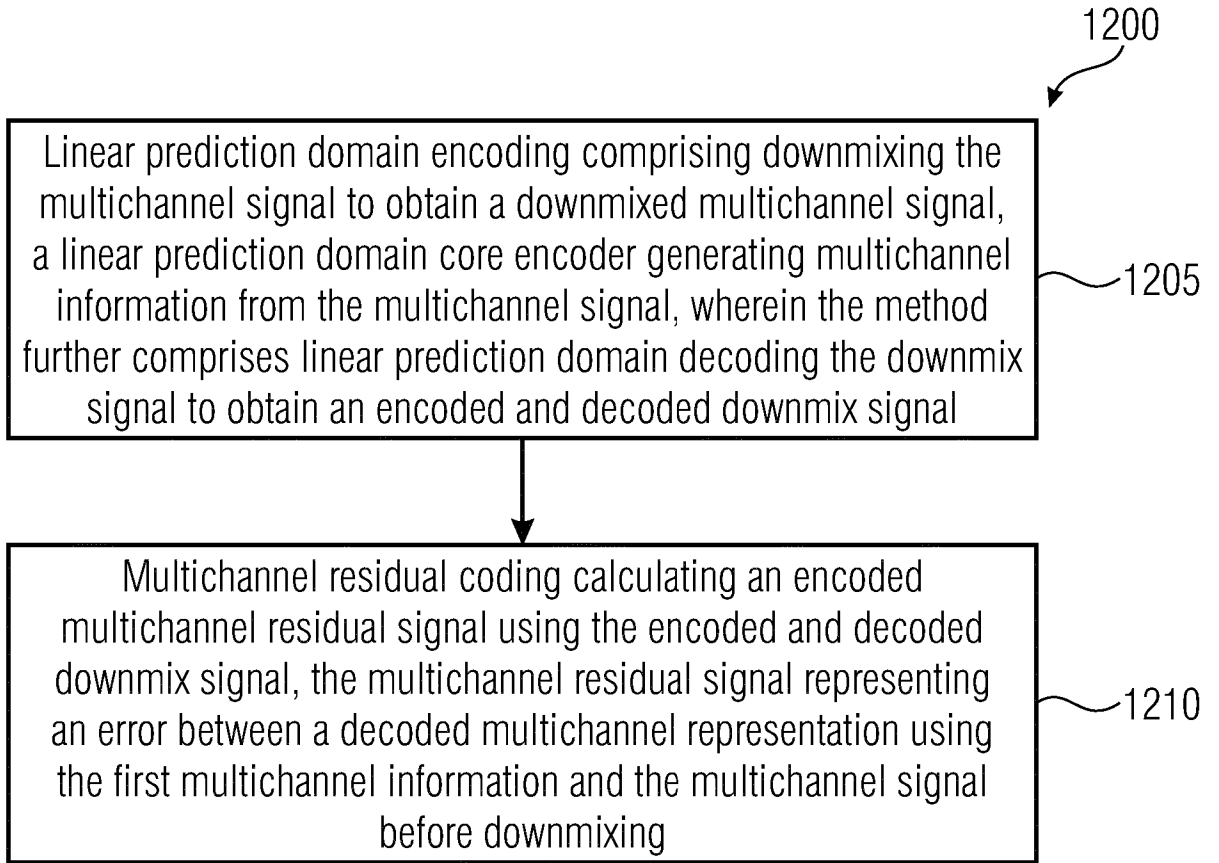 1200
Linear prediction domain encoding comprising downmixing the
multichannel signal to obtain a downmixed multichannel signal,
a linear prediction domain core encoder generating multichannel
information from the multichannel signal, wherein the method
further comprises linear prediction domain decoding the downmix
signal to obtain an encoded and decoded downmix signal
1205
Multichannel residual coding calculating an encoded
multichannel residual signal using the encoded and decoded
downmix signal, the multichannel residual signal representing
an error between a decoded multichannel representation using
the first multichannel information and the multichannel signal
before downmixing
1210